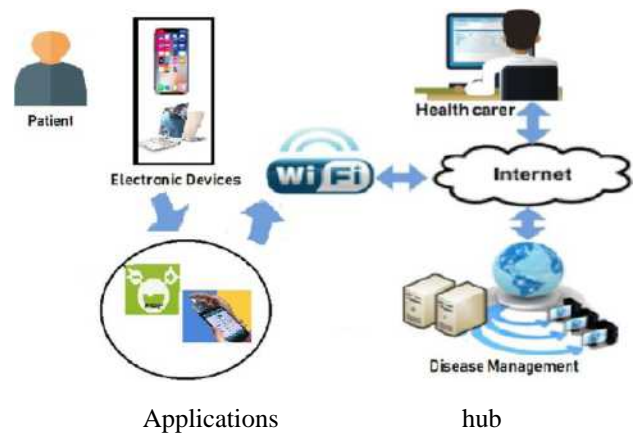 Patient
Electronic Devices
Wi Fi
Health carer
Internet
Disease Management
Applications
hub